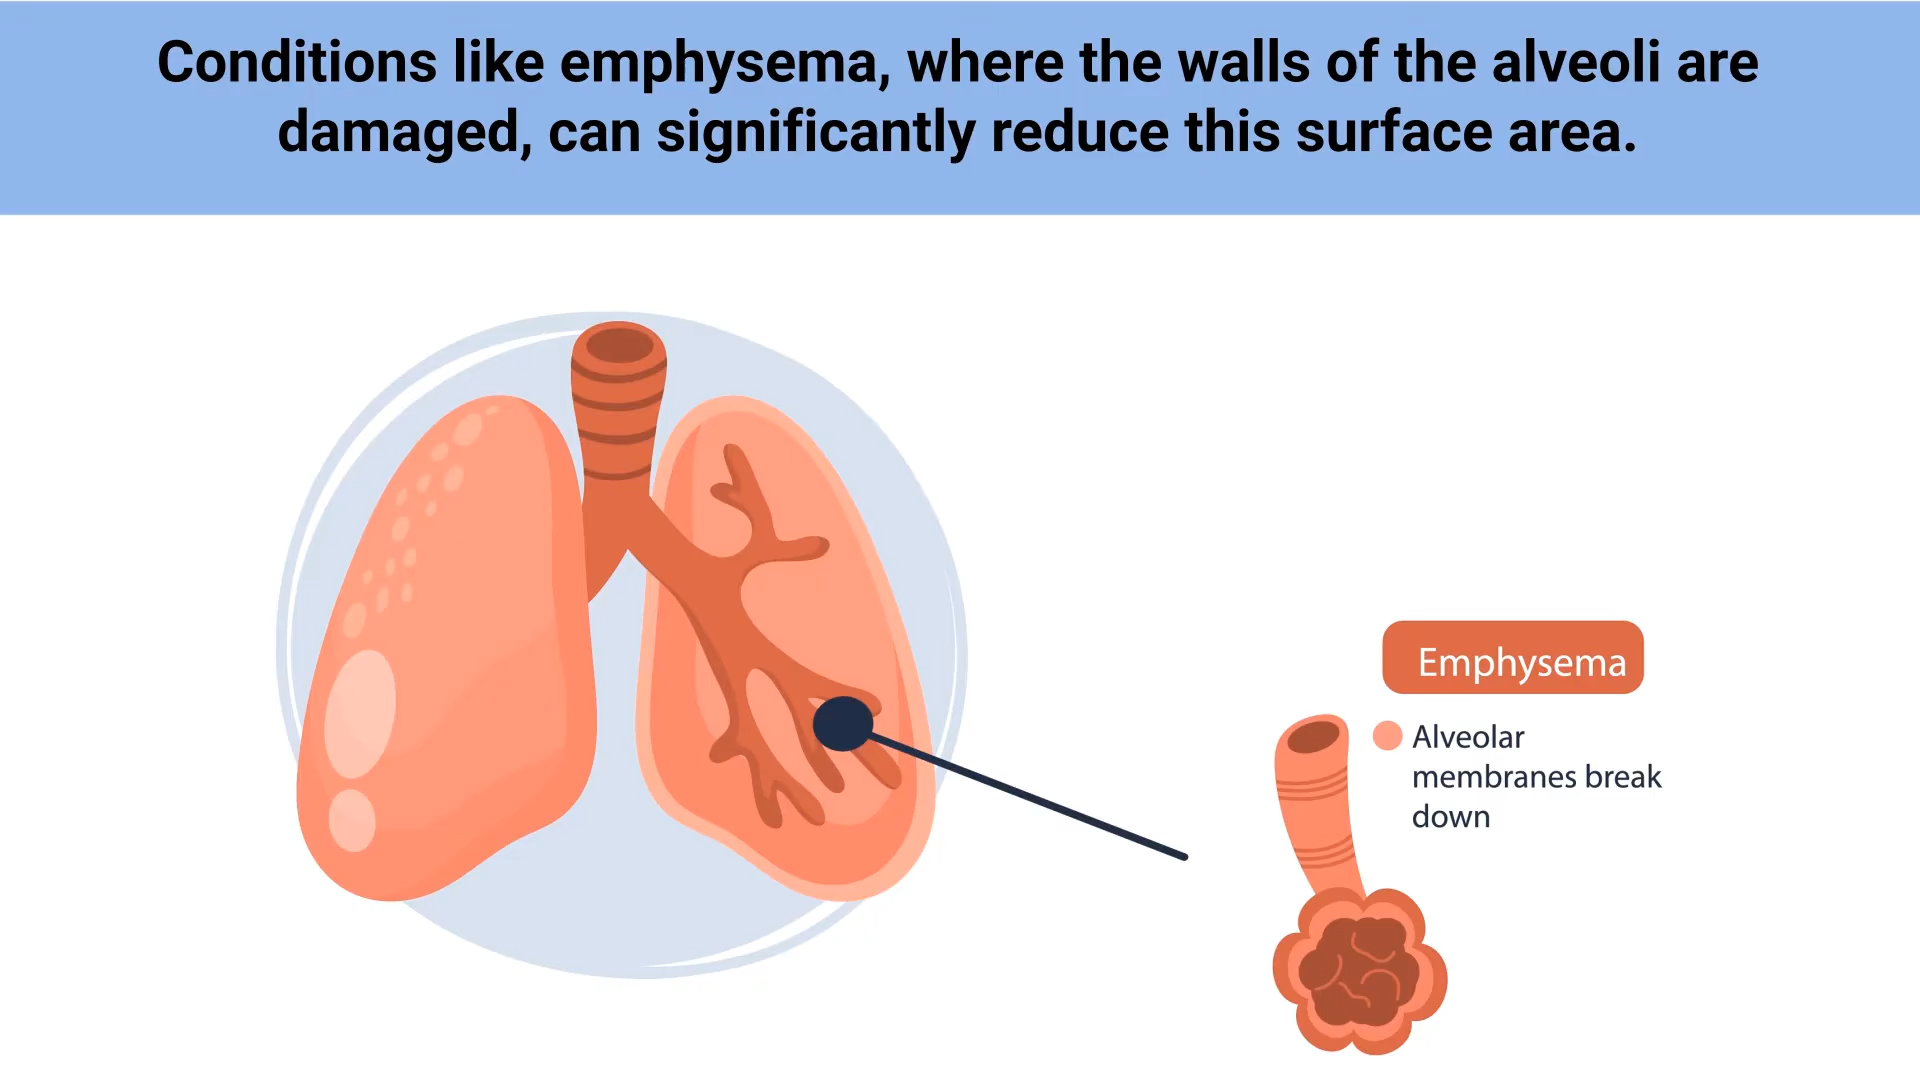 Conditions like emphysema, where the walls of the alveoli are
damaged, can significantly reduce this surface area.
Emphysema
Alveolar
membranes break
down